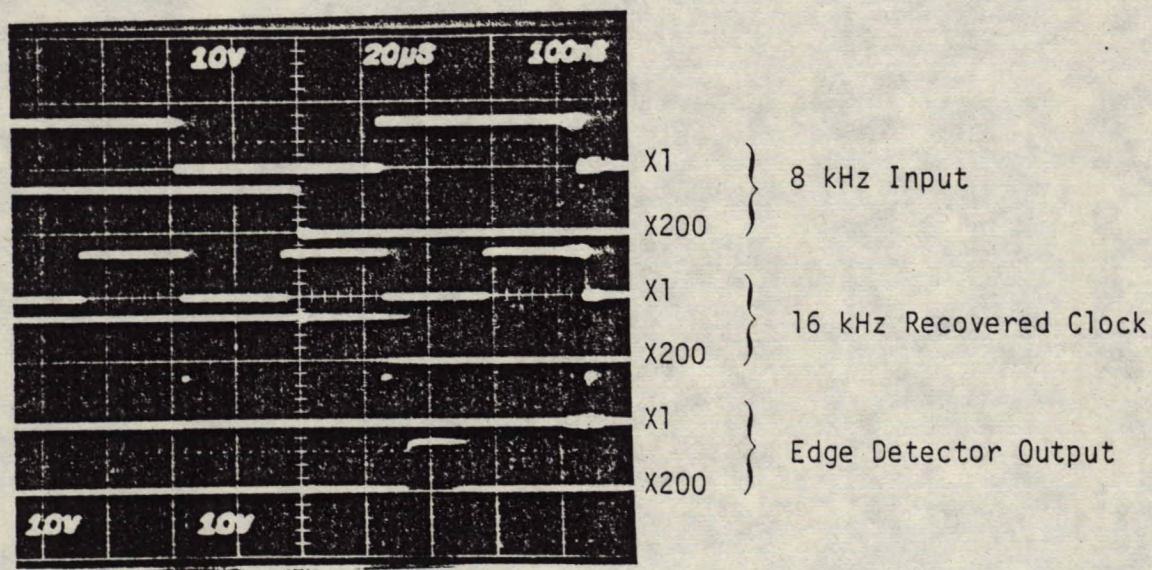 10V 20µS 100nS
X1
8 kHz Input
X200
X1
16 kHz Recovered Clock
X200
X1
Edge Detector Output
X200
10V 10V